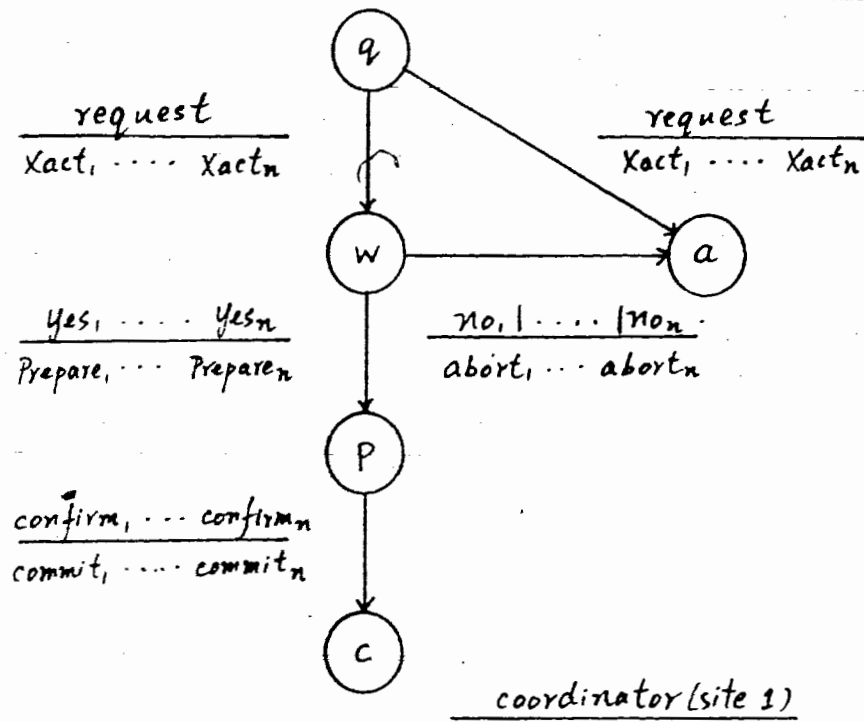 q
request
xact₁ ···· xactₙ
request
xact₁ ···· xactₙ
w
a
yes₁ ····· yesₙ
Prepare₁ ··· Prepareₙ
no₁ | ···· | noₙ
abort₁ ··· abortₙ
P
confirm₁ ··· confirmₙ
commit₁ ····· commitₙ
c
coordinator (site 1)